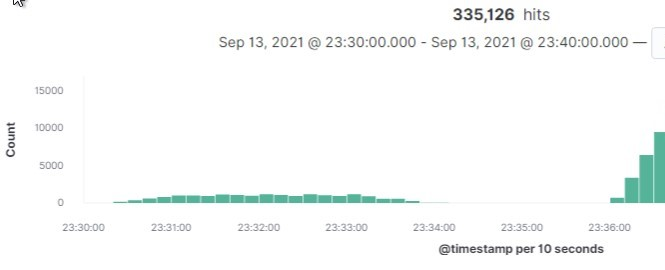 335,126 hits
Sep 13, 2021 @ 23:30:00.000 - Sep 13, 2021 @ 23:40:00.000 —
Count
15000
10000
5000
0
23:30:00 23:31:00 23:32:00 23:33:00 23:34:00 23:35:00 23:36:00
@timestamp per 10 seconds